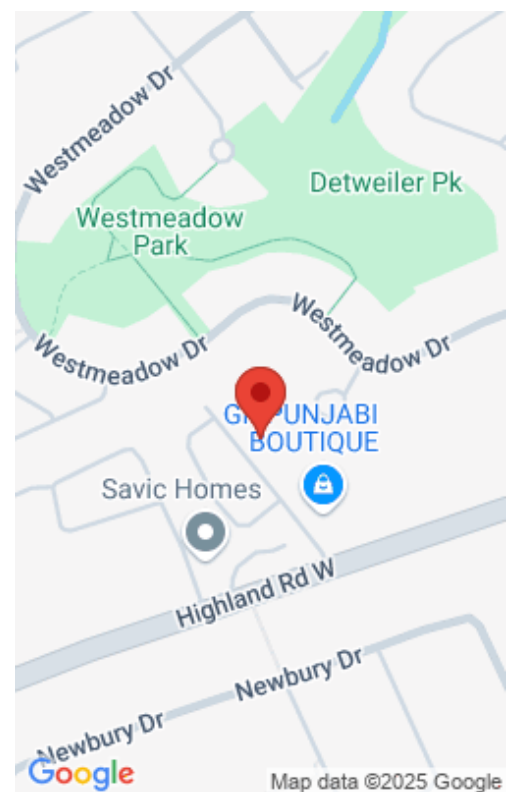 Westmeadow Dr
Detweiler Pk
Westmeadow
Park
Westmeadow Dr
Westmeadow Dr
PUNJABI
BOUTIQUE
Savic Homes
Highland Rd W
Newbury Dr
Newbury Dr
Google
Map data ©2025 Google